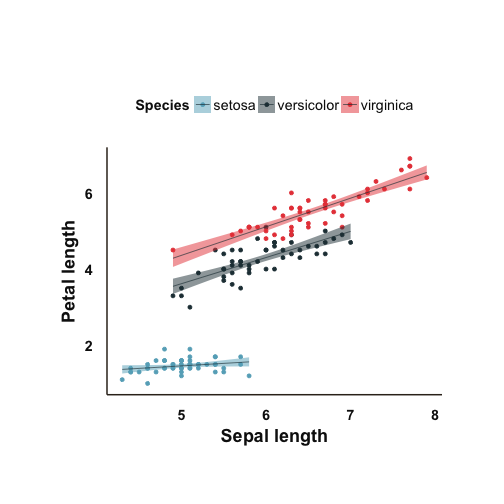 Species setosa versicolor virginica
6
4
2
Petal length
5 6 7 8
Sepal length